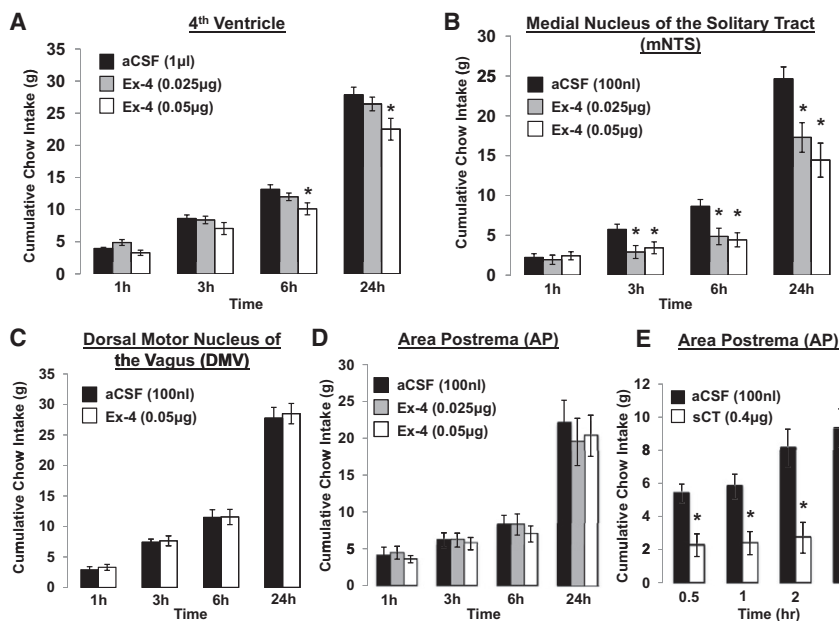 A
4th Ventricle
Cumulative Chow Intake (g)
35
30
25
20
15
10
5
0
aCSF (1µl)
Ex-4 (0.025µg)
Ex-4 (0.05µg)
*
*
1h 3h 6h 24h
Time
B
Medial Nucleus of the Solitary Tract
(mNTS)
Cumulative Chow Intake (g)
30
25
20
15
10
5
0
aCSF (100nl)
Ex-4 (0.025µg)
Ex-4 (0.05µg)
* *
* *
* *
1h 3h 6h 24h
Time
C
Dorsal Motor Nucleus of
the Vagus (DMV)
Cumulative Chow Intake (g)
35
30
25
20
15
10
5
0
aCSF (100nl)
Ex-4 (0.05µg)
1h 3h 6h 24h
Time
D
Area Postrema (AP)
Cumulative Chow Intake (g)
30
25
20
15
10
5
0
aCSF (100nl)
Ex-4 (0.025µg)
Ex-4 (0.05µg)
1h 3h 6h 24h
Time
E
Area Postrema (AP)
Cumulative Chow Intake (g)
12
10
8
6
4
2
0
aCSF (100nl)
sCT (0.4µg)
*
*
*
0.5 1 2
Time (hr)